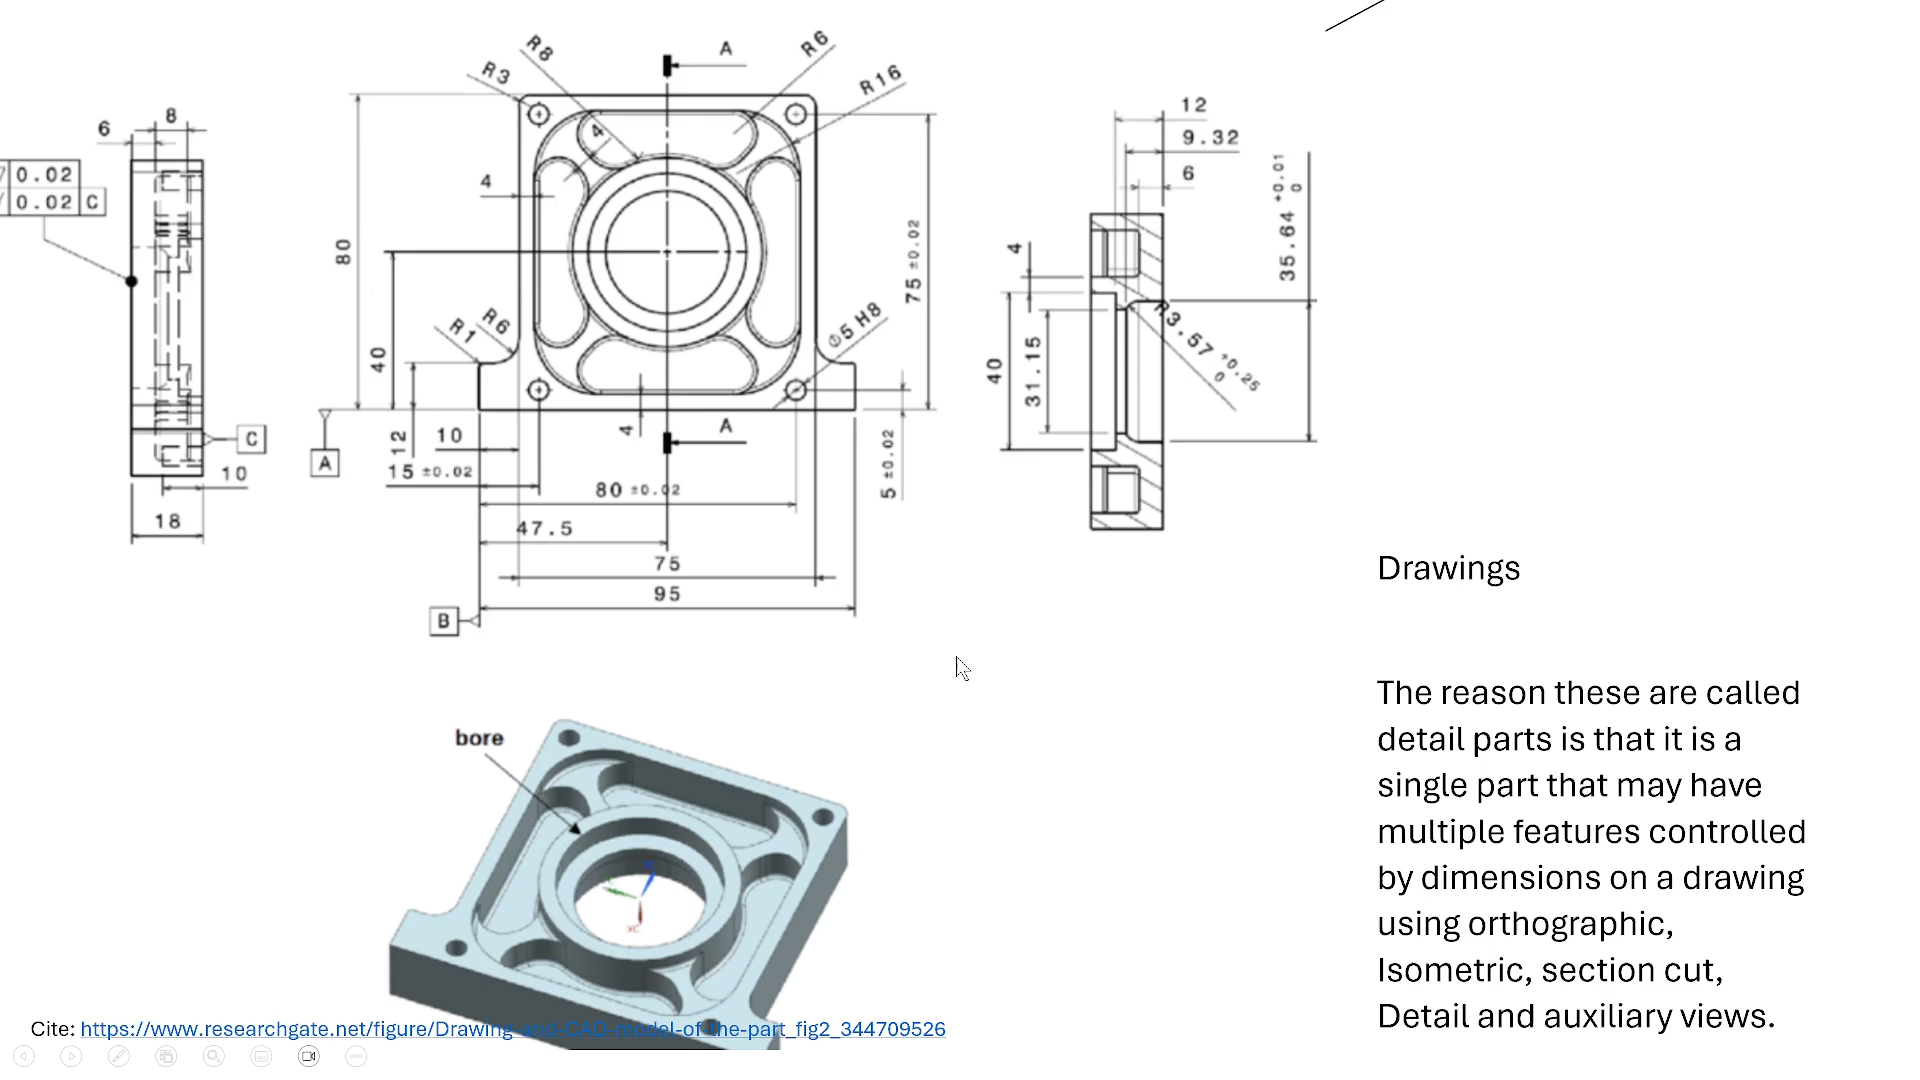 6
8
0.02
0.02 C
C
10
18
R8
R3
A
R6
R16
4
4
80
40
R1
R6
12
A
10
15 ±0.02
4
A
80 ±0.02
47.5
75
95
B
Ø5 H8
75 ±0.02
5 ±0.02
12
9.32
6
4
40
31.15
R3.57 +0.25 0
35.64 +0.01 0
bore
Drawings
The reason these are called
detail parts is that it is a
single part that may have
multiple features controlled
by dimensions on a drawing
using orthographic,
Isometric, section cut,
Detail and auxiliary views.
Cite: https://www.researchgate.net/figure/Drawing-and-CAD-model-of-the-part_fig2_344709526